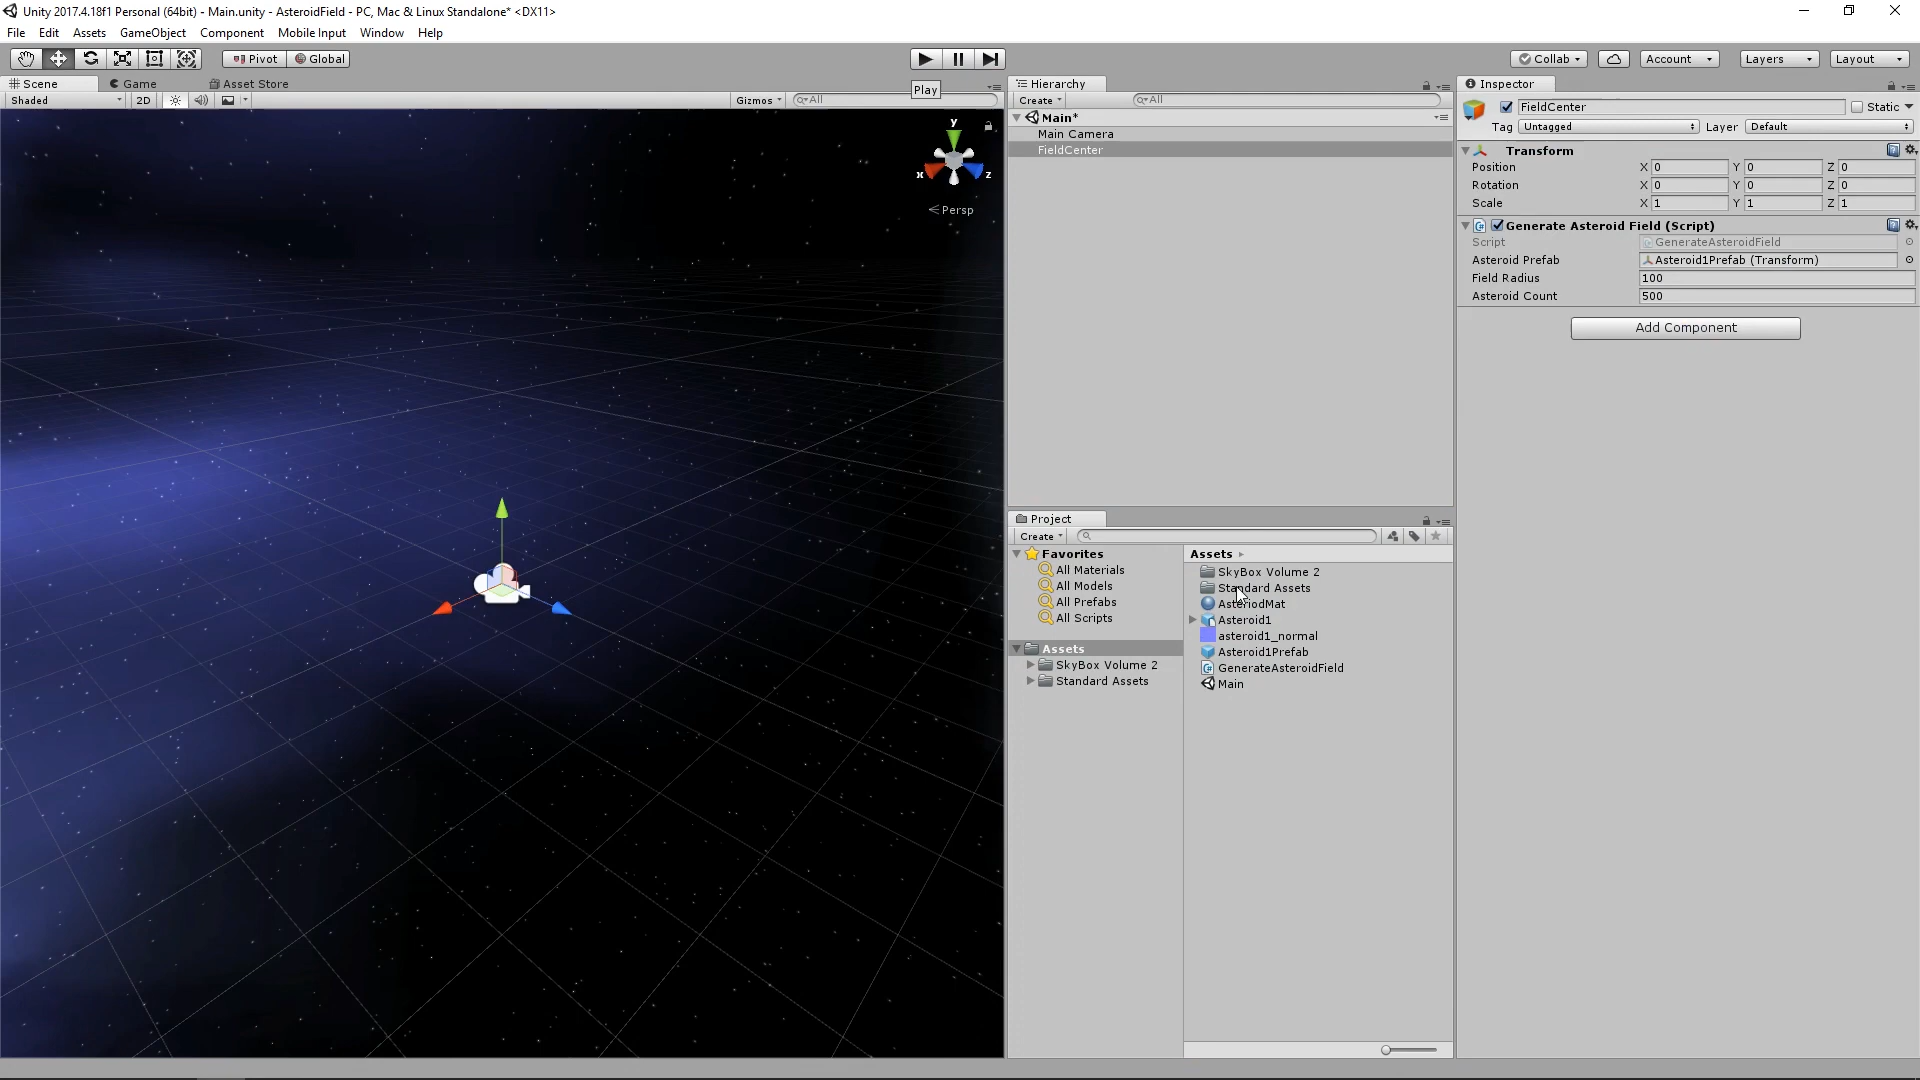 Unity 2017.4.18f1 Personal (64bit) - Main.unity - AsteroidField - PC, Mac & Linux Standalone* <DX11>
File Edit Assets GameObject Component Mobile Input Window Help
Pivot Global Collab Account Layers Layout
Scene Game Asset Store Play
Shaded 2D Gizmos All
y
x z
Persp
Hierarchy
Create All
Main*
Main Camera
FieldCenter
Project
Create
Favorites
All Materials
All Models
All Prefabs
All Scripts
Assets
SkyBox Volume 2
Standard Assets
Assets
SkyBox Volume 2
Standard Assets
AsteriodMat
Asteroid1
asteroid1_normal
Asteroid1Prefab
GenerateAsteroidField
Main
Inspector
FieldCenter Static
Tag Untagged Layer Default
Transform
Position X 0 Y 0 Z 0
Rotation X 0 Y 0 Z 0
Scale X 1 Y 1 Z 1
Generate Asteroid Field (Script)
Script GenerateAsteroidField
Asteroid Prefab Asteroid1Prefab (Transform)
Field Radius 100
Asteroid Count 500
Add Component